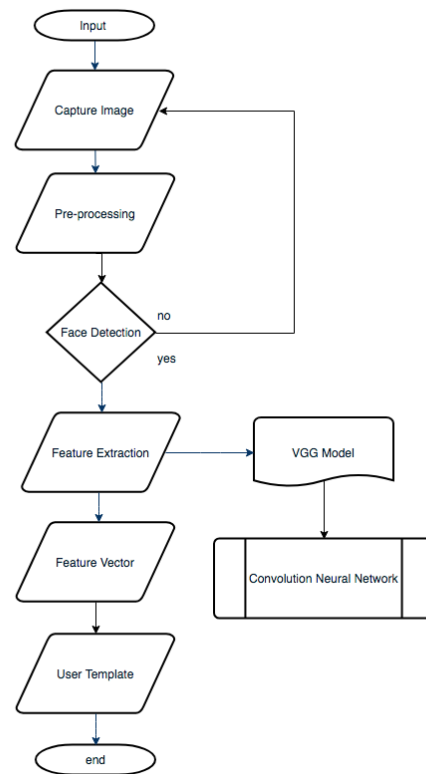 Input
Capture Image
Pre-processing
no
Face Detection
yes
Feature Extraction
VGG Model
Feature Vector
Convolution Neural Network
User Template
end